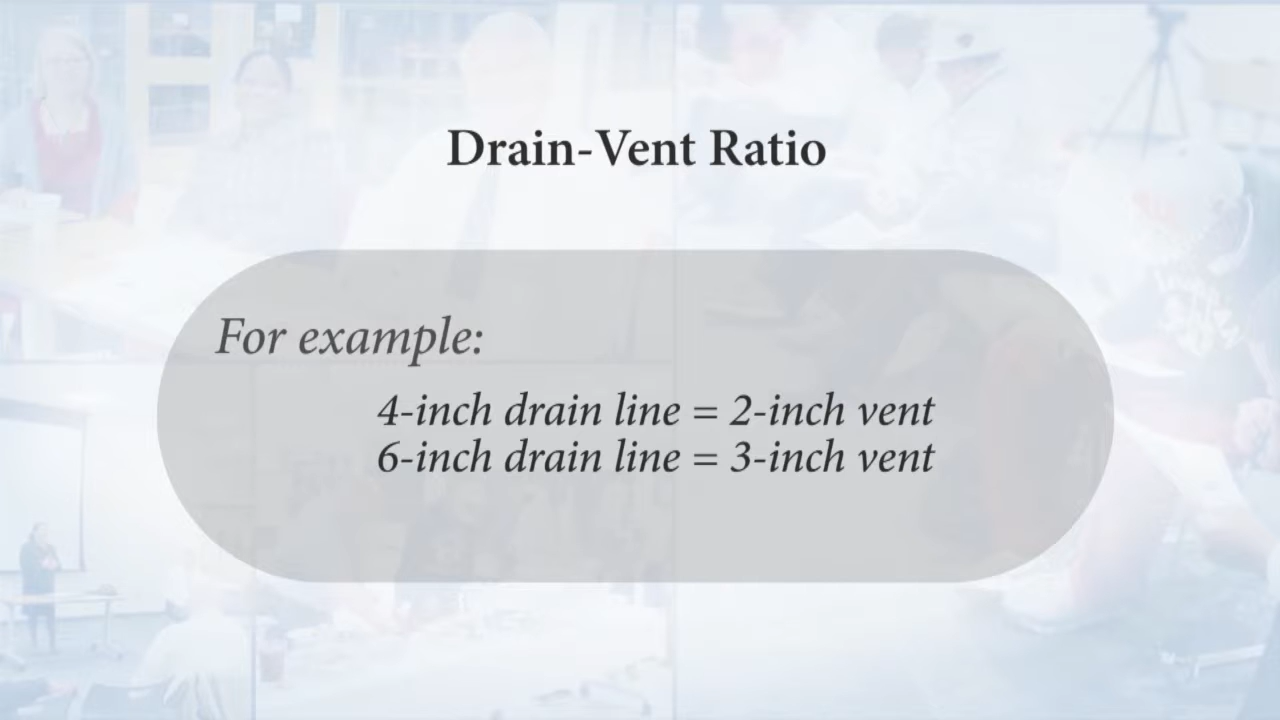 Drain-Vent Ratio
For example:
4-inch drain line = 2-inch vent
6-inch drain line = 3-inch vent